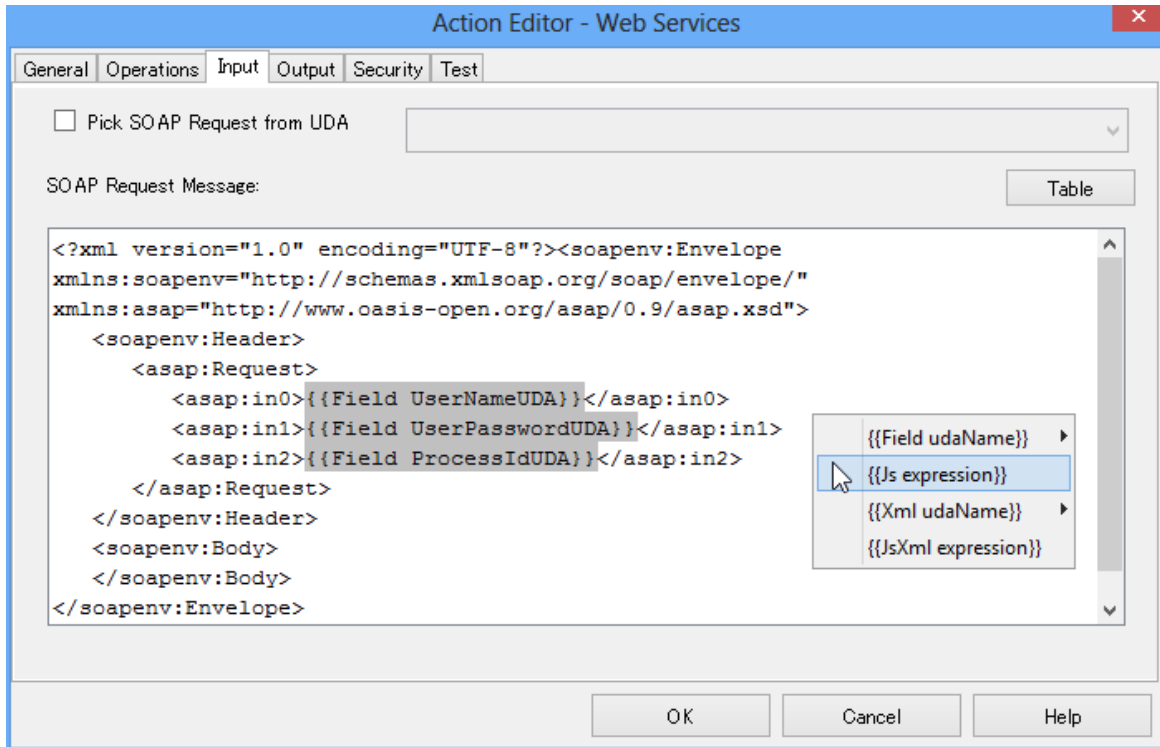 Action Editor - Web Services
General Operations Input Output Security Test
Pick SOAP Request from UDA
SOAP Request Message:
Table
<?xml version="1.0" encoding="UTF-8"?><soapenv:Envelope
xmlns:soapenv="http://schemas.xmlsoap.org/soap/envelope/"
xmlns:asap="http://www.oasis-open.org/asap/0.9/asap.xsd">
<soapenv:Header>
<asap:Request>
<asap:in0>{{Field UserNameUDA}}</asap:in0>
<asap:in1>{{Field UserPasswordUDA}}</asap:in1>
<asap:in2>{{Field ProcessIdUDA}}</asap:in2>
</asap:Request>
</soapenv:Header>
<soapenv:Body>
</soapenv:Body>
</soapenv:Envelope>
{{Field udaName}}
{{Js expression}}
{{Xml udaName}}
{{JsXml expression}}
OK Cancel Help